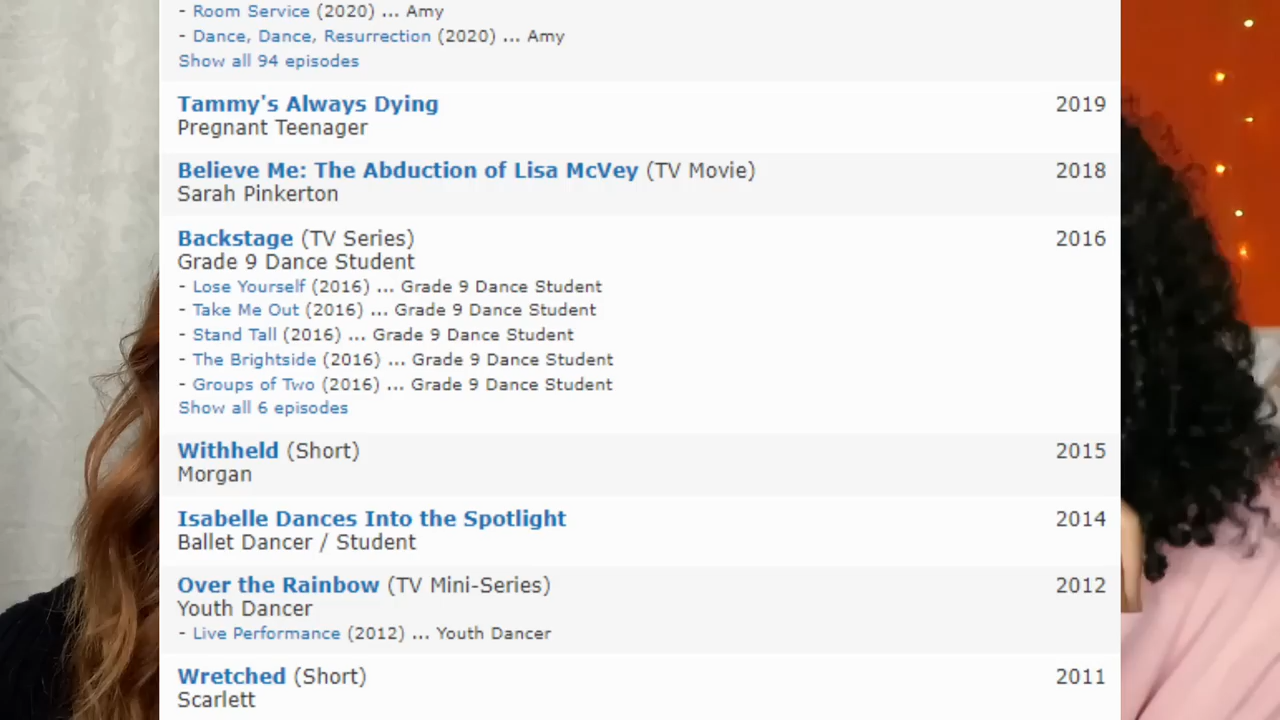 - Room Service (2020) ... Amy
- Dance, Dance, Resurrection (2020) ... Amy
Show all 94 episodes
Tammy's Always Dying 2019
Pregnant Teenager
Believe Me: The Abduction of Lisa McVey (TV Movie) 2018
Sarah Pinkerton
Backstage (TV Series) 2016
Grade 9 Dance Student
- Lose Yourself (2016) ... Grade 9 Dance Student
- Take Me Out (2016) ... Grade 9 Dance Student
- Stand Tall (2016) ... Grade 9 Dance Student
- The Brightside (2016) ... Grade 9 Dance Student
- Groups of Two (2016) ... Grade 9 Dance Student
Show all 6 episodes
Withheld (Short) 2015
Morgan
Isabelle Dances Into the Spotlight 2014
Ballet Dancer / Student
Over the Rainbow (TV Mini-Series) 2012
Youth Dancer
- Live Performance (2012) ... Youth Dancer
Wretched (Short) 2011
Scarlett